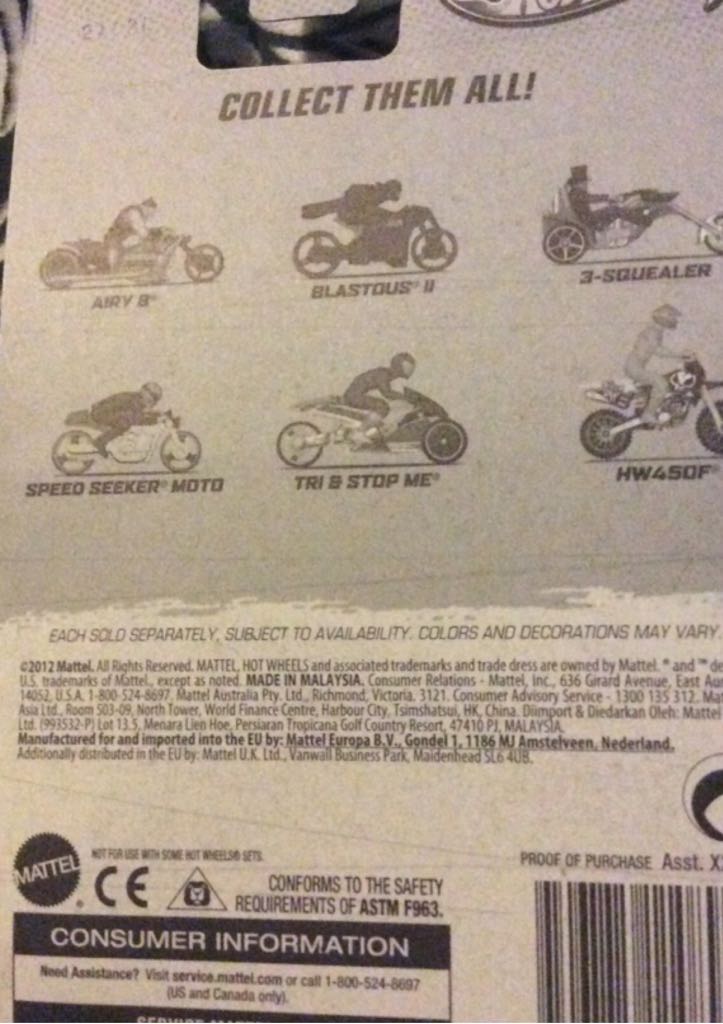 COLLECT THEM ALL!
AIRY 8®
BLASTOUS® II
3-SQUEALER
SPEED SEEKER® MOTO
TRI & STOP ME®
HW450F®
EACH SOLD SEPARATELY, SUBJECT TO AVAILABILITY. COLORS AND DECORATIONS MAY VARY.
©2012 Mattel. All Rights Reserved. MATTEL, HOT WHEELS and associated trademarks and trade dress are owned by Mattel. ® and ™ de
U.S. trademarks of Mattel, except as noted. MADE IN MALAYSIA. Consumer Relations - Mattel, Inc., 636 Girard Avenue, East Au
14052, U.S.A. 1-800-524-8697. Mattel Australia Pty. Ltd., Richmond, Victoria. 3121. Consumer Advisory Service - 1300 135 312. Mat
Asia Ltd., Room 503-09, North Tower, World Finance Centre, Harbour City, Tsimshatsui, HK, China. Diimport & Diedarkan Oleh: Mattel
Ltd. (993532-P) Lot 13.5, Menara Lien Hoe, Persiaran Tropicana Golf Country Resort, 47410 PJ, MALAYSIA.
Manufactured for and imported into the EU by: Mattel Europa B.V., Gondel 1, 1186 MJ Amstelveen, Nederland.
Additionally distributed in the EU by: Mattel U.K. Ltd., Vanwall Business Park, Maidenhead SL6 4UB.
NOT FOR USE WITH SOME HOT WHEELS® SETS.
PROOF OF PURCHASE Asst. X
MATTEL®
CE
CONFORMS TO THE SAFETY
REQUIREMENTS OF ASTM F963.
CONSUMER INFORMATION
Need Assistance? Visit service.mattel.com or call 1-800-524-8697
(US and Canada only).